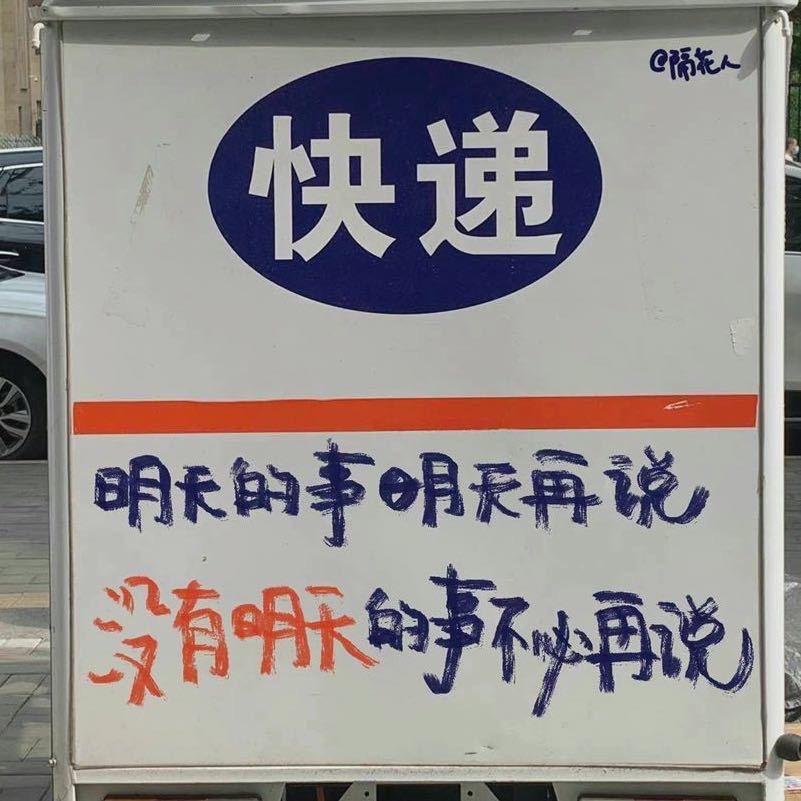 @隔花人
快递
明天的事明天再说
没有明天的事不必再说